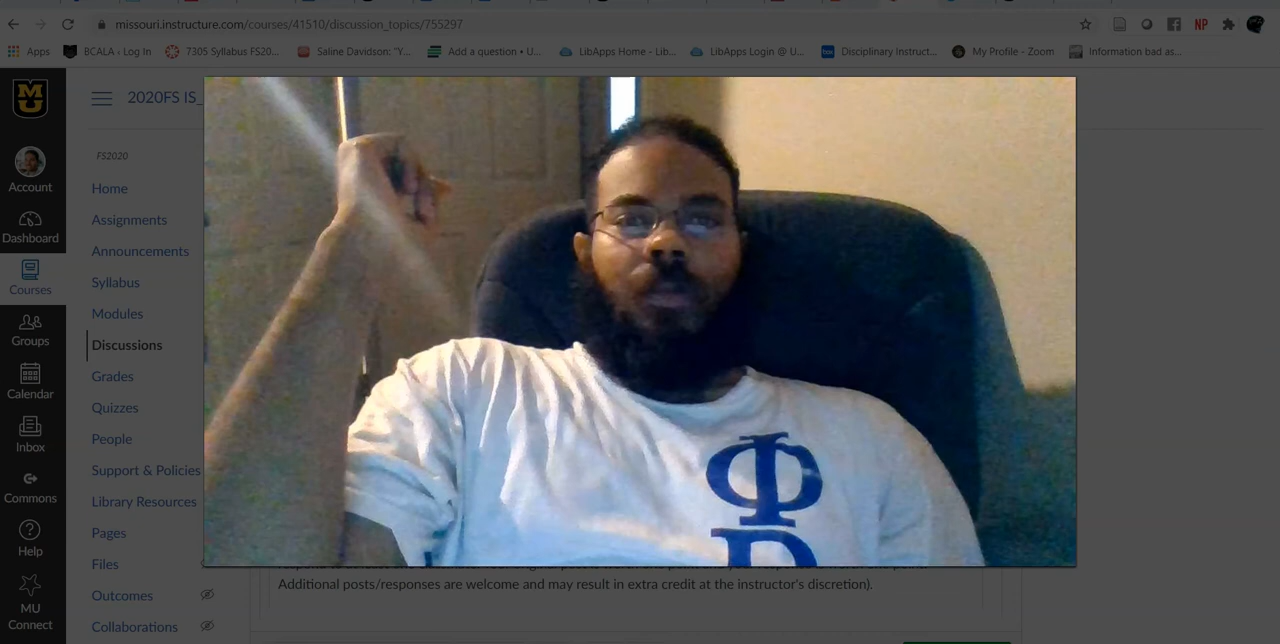 missouri.instructure.com/courses/41510/discussion_topics/755297
NP
Apps
BCALA ‹ Log In
7305 Syllabus FS20...
Saline Davidson: "Y...
Add a question • U...
LibApps Home - Lib...
LibApps Login @ U...
box
Disciplinary Instruct...
My Profile - Zoom
Information bad as...
MU
Account
Dashboard
Courses
Groups
Calendar
Inbox
Commons
Help
MU
Connect
2020FS IS_
FS2020
Home
Assignments
Announcements
Syllabus
Modules
Discussions
Grades
Quizzes
People
Support & Policies
Library Resources
Pages
Files
Outcomes
Collaborations
Φ
Additional posts/responses are welcome and may result in extra credit at the instructor's discretion).